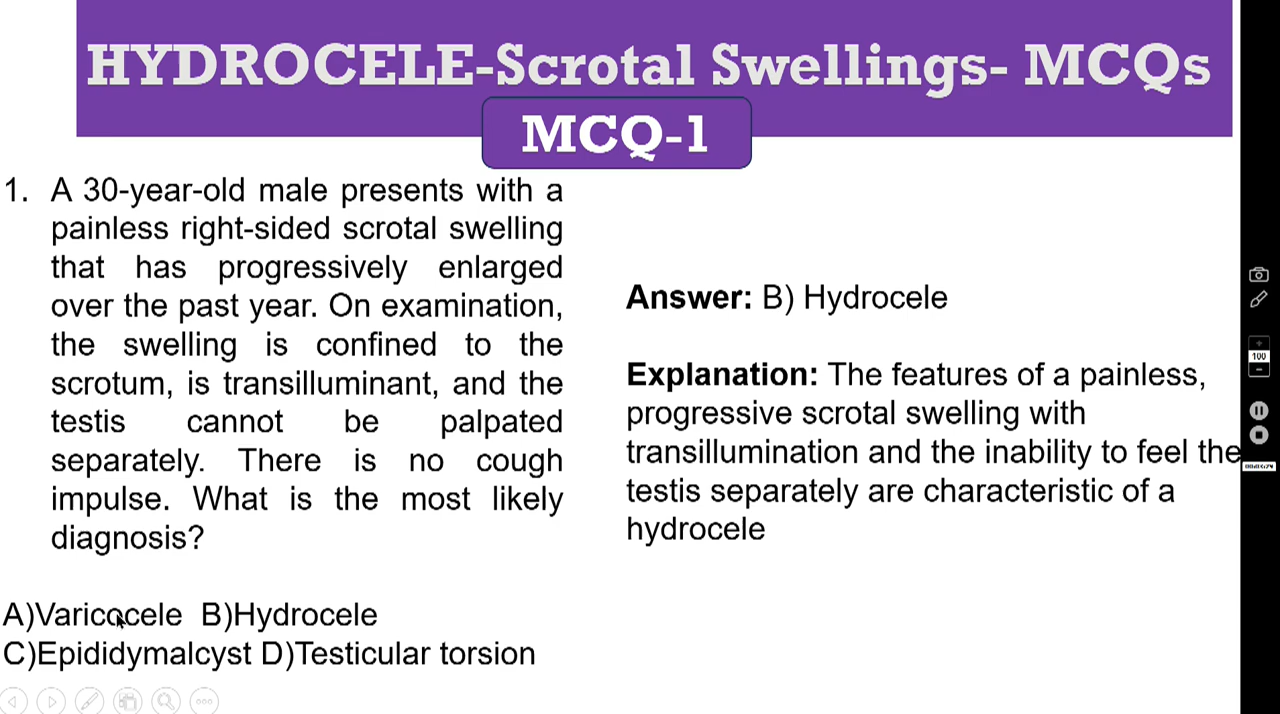 HYDROCELE-Scrotal Swellings- MCQs
MCQ-1
1. A 30-year-old male presents with a
painless right-sided scrotal swelling
that has progressively enlarged
over the past year. On examination,
the swelling is confined to the
scrotum, is transilluminant, and the
testis cannot be palpated
separately. There is no cough
impulse. What is the most likely
diagnosis?
A)Varicocele B)Hydrocele
C)Epididymalcyst D)Testicular torsion
Answer: B) Hydrocele
Explanation: The features of a painless,
progressive scrotal swelling with
transillumination and the inability to feel the
testis separately are characteristic of a
hydrocele
100